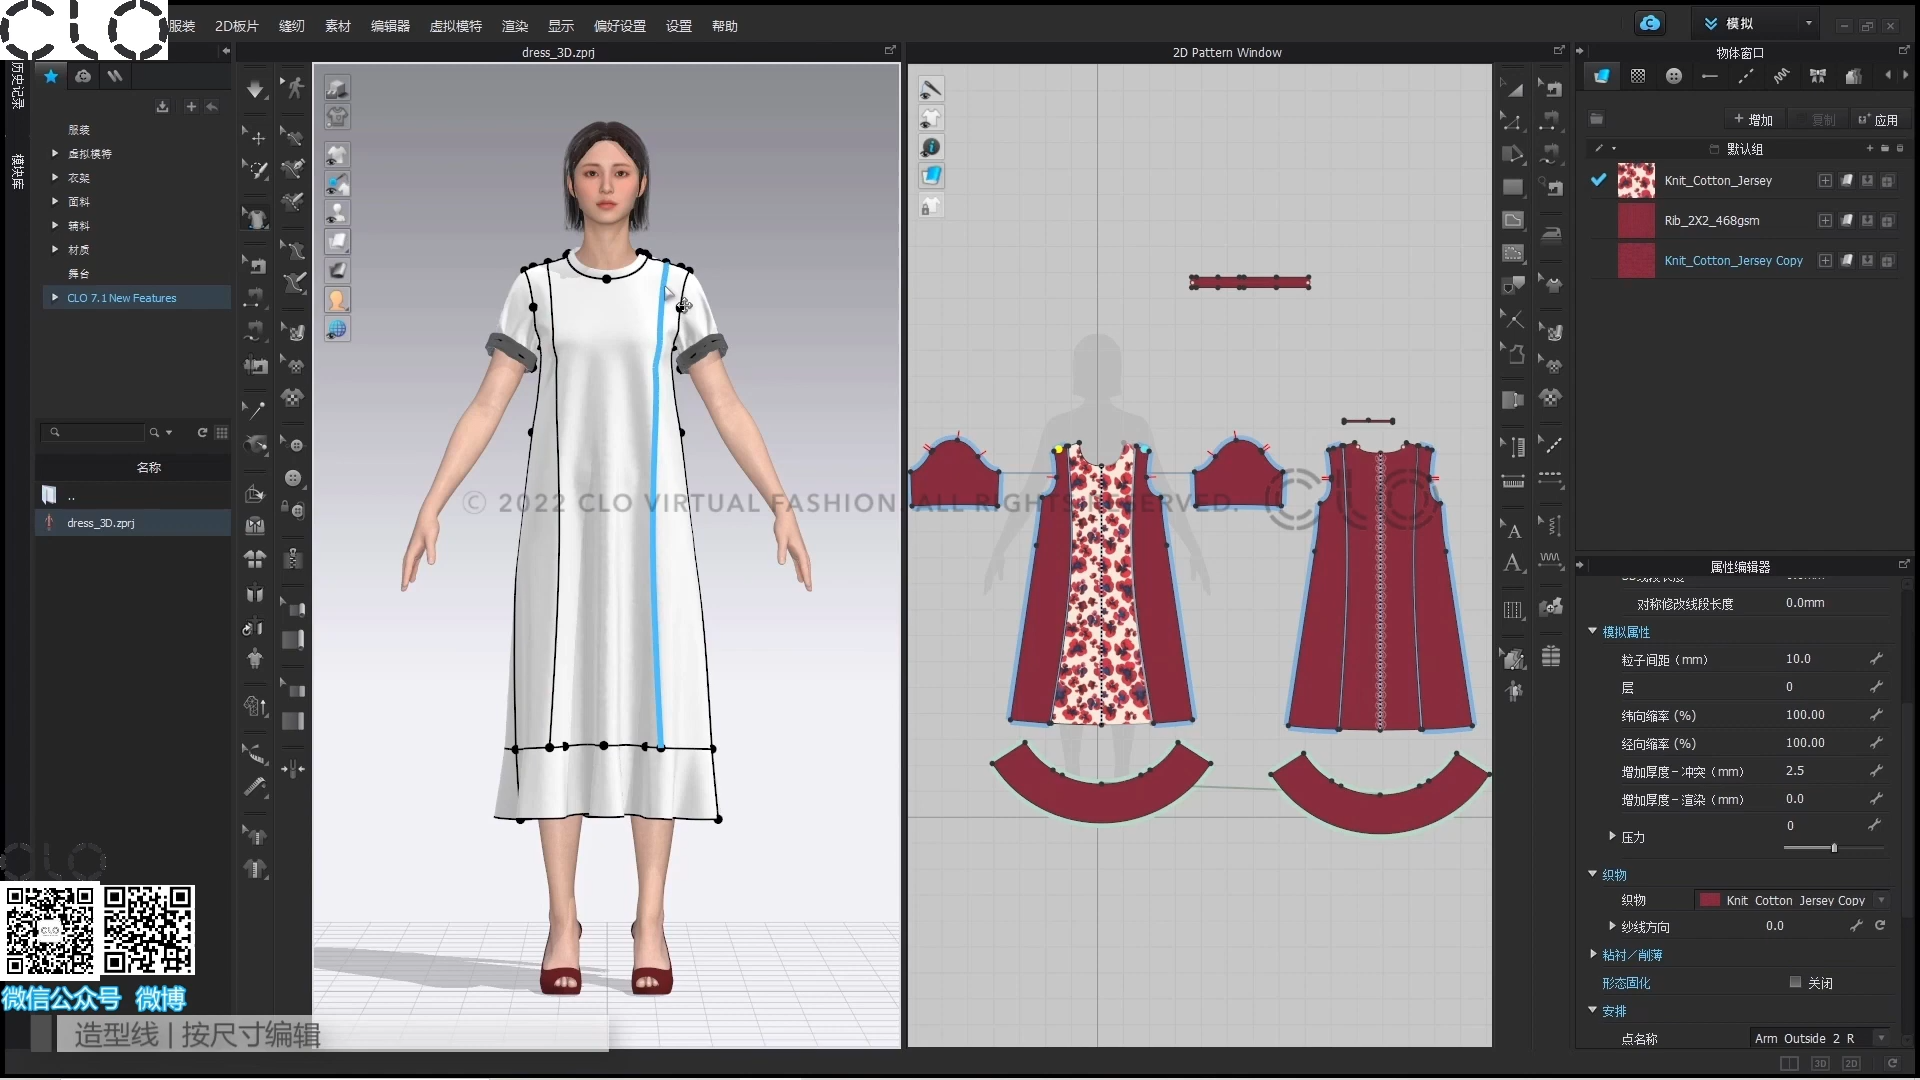 CLO
服装 2D板片 缝纫 素材 编辑器 虚拟模特 渲染 显示 偏好设置 设置 帮助
模拟
dress_3D.zprj
2D Pattern Window
物体窗口
历史记录
模块库
服装
虚拟模特
衣架
面料
辅料
材质
舞台
CLO 7.1 New Features
名称
..
dress_3D.zprj
增加 复制 应用
默认组
Knit_Cotton_Jersey
Rib_2X2_468gsm
Knit_Cotton_Jersey Copy
© 2022 CLO VIRTUAL FASHION. ALL RIGHTS RESERVED. CLO
属性编辑器
对称修改线段长度 0.0mm
模拟属性
粒子间距 (mm) 10.0
层 0
纬向缩率 (%) 100.00
经向缩率 (%) 100.00
增加厚度-冲突 (mm) 2.5
增加厚度-渲染 (mm) 0.0
压力 0
织物
织物 Knit_Cotton_Jersey Copy
纱线方向 0.0
粘衬/削薄
形态固化 关闭
安排
点名称 Arm_Outside_2_R
3D 2D
CLO
微信公众号 微博
造型线 | 按尺寸编辑